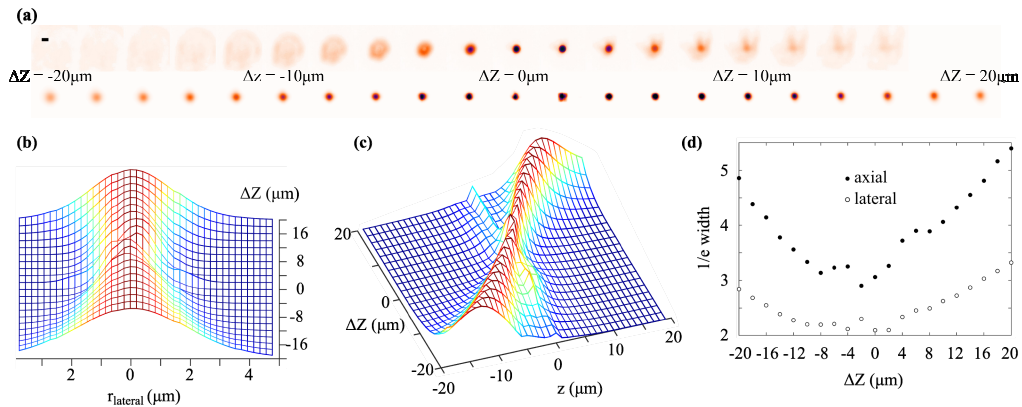 (a)
ΔZ = -20μm Δz = -10μm ΔZ = 0μm ΔZ = 10μm ΔZ = 20μm
(b)
ΔZ (μm)
16
8
0
-8
-16
2 0 2 4
r lateral (μm)
(c)
20
0
-20
ΔZ (μm)
-20 -10 0 10 20
z (μm)
(d)
5
4
3
2
1/e width
axial
lateral
-20 -16 -12 -8 -4 0 4 8 12 16 20
ΔZ (μm)